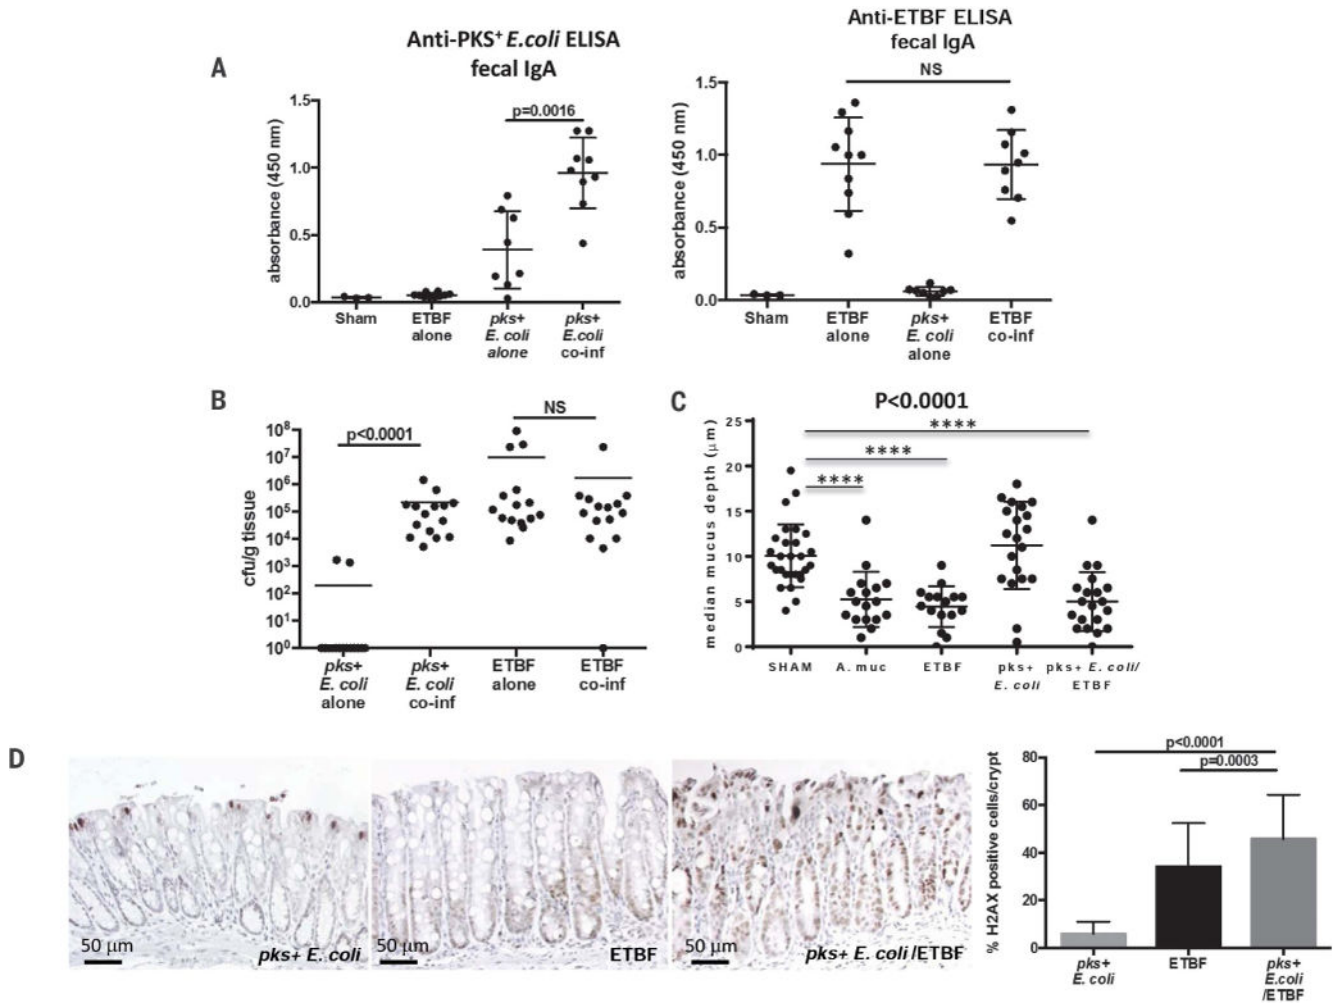 A
Anti-PKS+ E.coli ELISA
fecal IgA
absorbance (450 nm)
1.5
1.0
0.5
0.0
p=0.0016
Sham
ETBF
alone
pks+
E. coli
alone
pks+
E.coli
co-inf
Anti-ETBF ELISA
fecal IgA
absorbance (450 nm)
1.5
1.0
0.5
0.0
NS
Sham
ETBF
alone
pks+
E. coli
alone
ETBF
co-inf
B
cfu/g tissue
10⁸
10⁷
10⁶
10⁵
10⁴
10³
10²
10¹
10⁰
p<0.0001
NS
pks+
E. coli
alone
pks+
E. coli
co-inf
ETBF
alone
ETBF
co-inf
C
P<0.0001
median mucus depth (μm)
25
20
15
10
5
0
****
****
****
SHAM
A. muc
ETBF
pks+
E. coli
pks+ E. coli/
ETBF
D
50 μm
pks+ E. coli
50 μm
ETBF
50 μm
pks+ E. coli /ETBF
% H2AX positive cells/crypt
80
60
40
20
0
p<0.0001
p=0.0003
pks+
E. coli
ETBF
pks+
E.coli
/ETBF